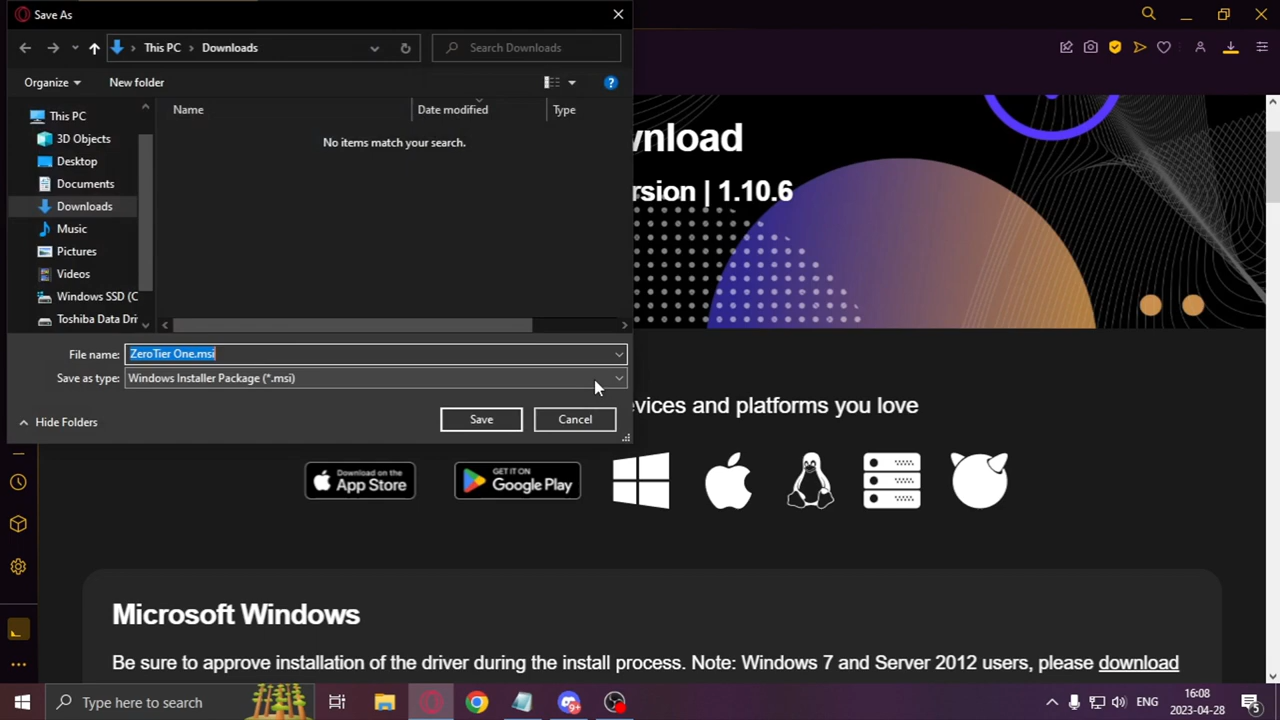 Save As
This PC
Downloads
Search Downloads
Organize
New folder
Name
Date modified
Type
No items match your search.
This PC
3D Objects
Desktop
Documents
Downloads
Music
Pictures
Videos
Windows SSD (C
Toshiba Data Dri
File name:
ZeroTier One.msi
Save as type:
Windows Installer Package (*.msi)
Hide Folders
Save
Cancel
wnload
rsion | 1.10.6
evices and platforms you love
Download on the
App Store
GET IT ON
Google Play
Microsoft Windows
Be sure to approve installation of the driver during the install process. Note: Windows 7 and Server 2012 users, please download
Type here to search
ENG
16:08
2023-04-28
5